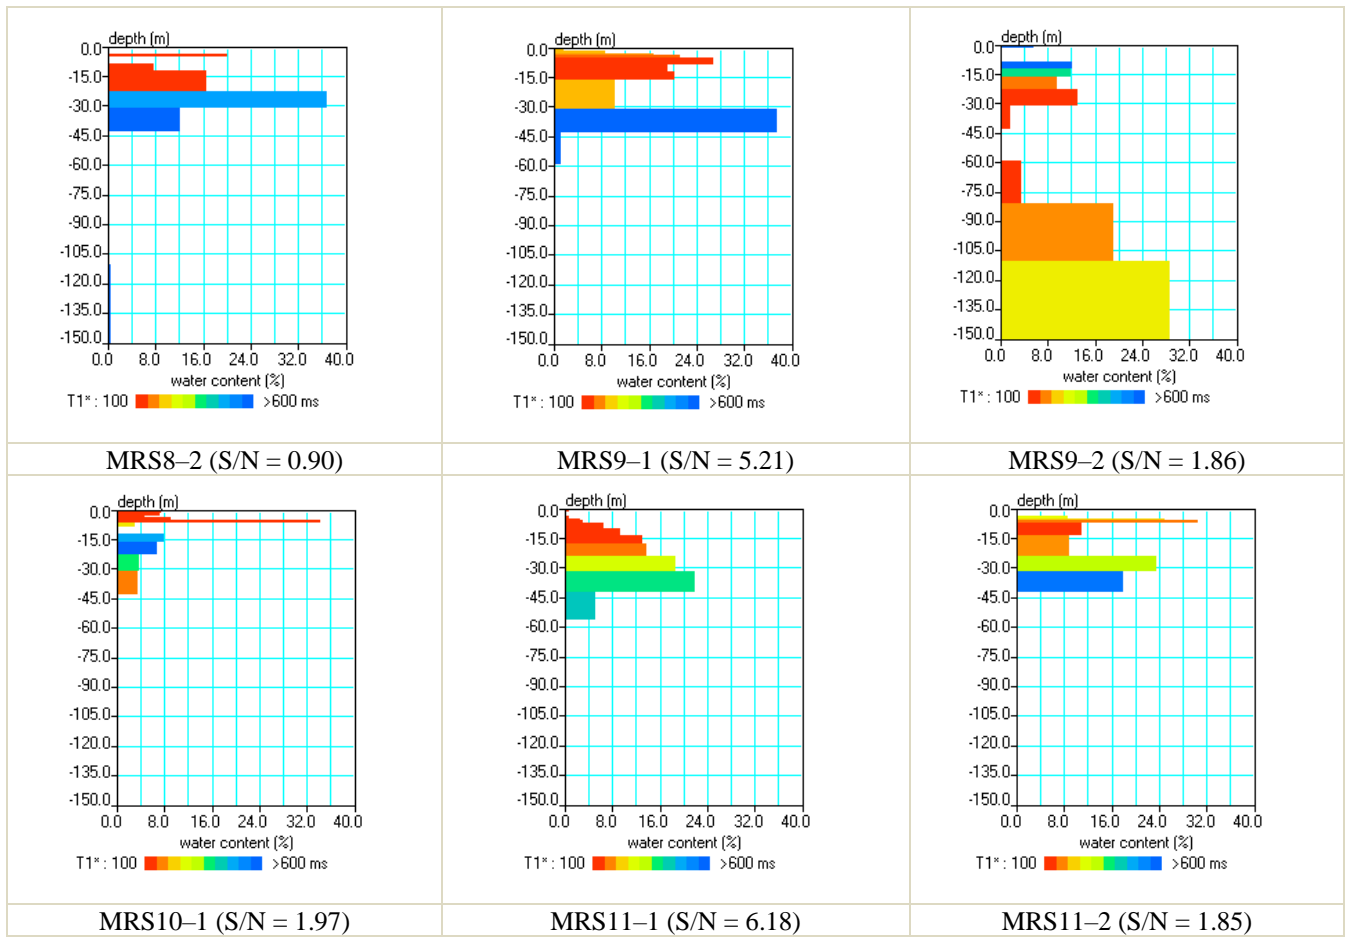 depth (m)
0.0
-15.0
-30.0
-45.0
-60.0
-75.0
-90.0
-105.0
-120.0
-135.0
-150.0
0.0 8.0 16.0 24.0 32.0 40.0
water content (%)
T1* : 100 >600 ms
MRS8–2 (S/N = 0.90)
depth (m)
0.0
-15.0
-30.0
-45.0
-60.0
-75.0
-90.0
-105.0
-120.0
-135.0
-150.0
0.0 8.0 16.0 24.0 32.0 40.0
water content (%)
T1* : 100 >600 ms
MRS9–1 (S/N = 5.21)
depth (m)
0.0
-15.0
-30.0
-45.0
-60.0
-75.0
-90.0
-105.0
-120.0
-135.0
-150.0
0.0 8.0 16.0 24.0 32.0 40.0
water content (%)
T1* : 100 >600 ms
MRS9–2 (S/N = 1.86)
depth (m)
0.0
-15.0
-30.0
-45.0
-60.0
-75.0
-90.0
-105.0
-120.0
-135.0
-150.0
0.0 8.0 16.0 24.0 32.0 40.0
water content (%)
T1* : 100 >600 ms
MRS10–1 (S/N = 1.97)
depth (m)
0.0
-15.0
-30.0
-45.0
-60.0
-75.0
-90.0
-105.0
-120.0
-135.0
-150.0
0.0 8.0 16.0 24.0 32.0 40.0
water content (%)
T1* : 100 >600 ms
MRS11–1 (S/N = 6.18)
depth (m)
0.0
-15.0
-30.0
-45.0
-60.0
-75.0
-90.0
-105.0
-120.0
-135.0
-150.0
0.0 8.0 16.0 24.0 32.0 40.0
water content (%)
T1* : 100 >600 ms
MRS11–2 (S/N = 1.85)